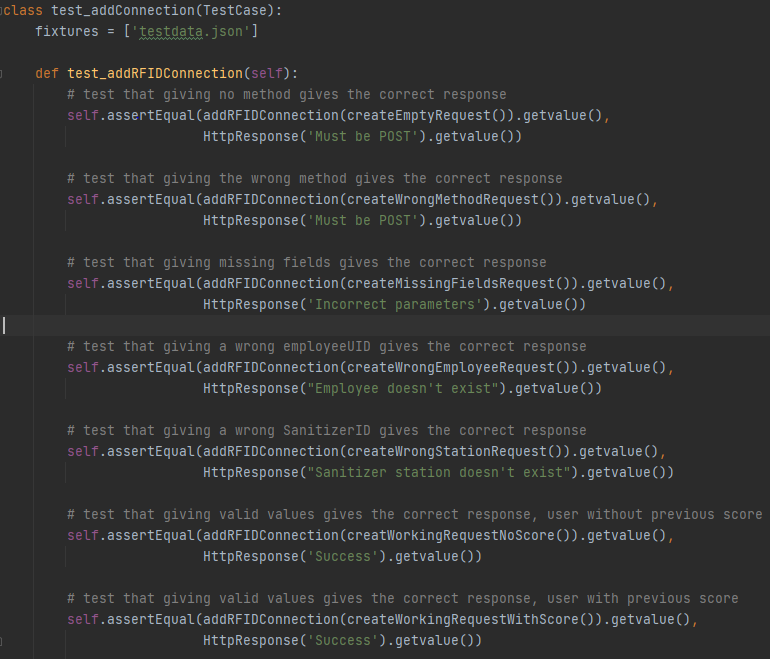 class test_addConnection(TestCase):
    fixtures = ['testdata.json']
    def test_addRFIDConnection(self):
        # test that giving no method gives the correct response
        self.assertEqual(addRFIDConnection(createEmptyRequest()).getvalue(),
                         HttpResponse('Must be POST').getvalue())
        # test that giving the wrong method gives the correct response
        self.assertEqual(addRFIDConnection(createWrongMethodRequest()).getvalue(),
                         HttpResponse('Must be POST').getvalue())
        # test that giving missing fields gives the correct response
        self.assertEqual(addRFIDConnection(createMissingFieldsRequest()).getvalue(),
                         HttpResponse('Incorrect parameters').getvalue())
        # test that giving a wrong employeeUID gives the correct response
        self.assertEqual(addRFIDConnection(createWrongEmployeeRequest()).getvalue(),
                         HttpResponse("Employee doesn't exist").getvalue())
        # test that giving a wrong SanitizerID gives the correct response
        self.assertEqual(addRFIDConnection(createWrongStationRequest()).getvalue(),
                         HttpResponse("Sanitizer station doesn't exist").getvalue())
        # test that giving valid values gives the correct response, user without previous score
        self.assertEqual(addRFIDConnection(creatWorkingRequestNoScore()).getvalue(),
                         HttpResponse('Success').getvalue())
        # test that giving valid values gives the correct response, user with previous score
        self.assertEqual(addRFIDConnection(createWorkingRequestWithScore()).getvalue(),
                         HttpResponse('Success').getvalue())